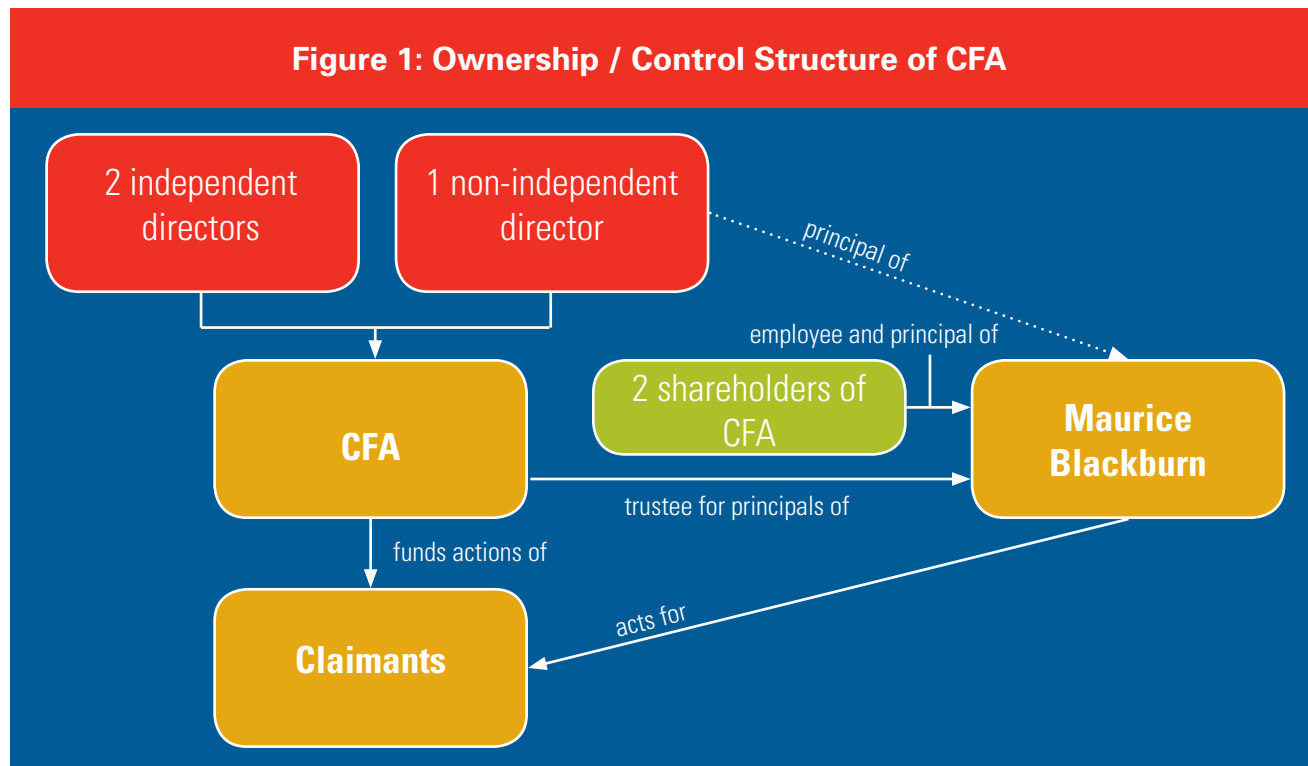 Figure 1: Ownership / Control Structure of CFA
2 independent
directors
1 non-independent
director
principal of
employee and principal of
2 shareholders of
CFA
Maurice
Blackburn
CFA
trustee for principals of
funds actions of
acts for
Claimants